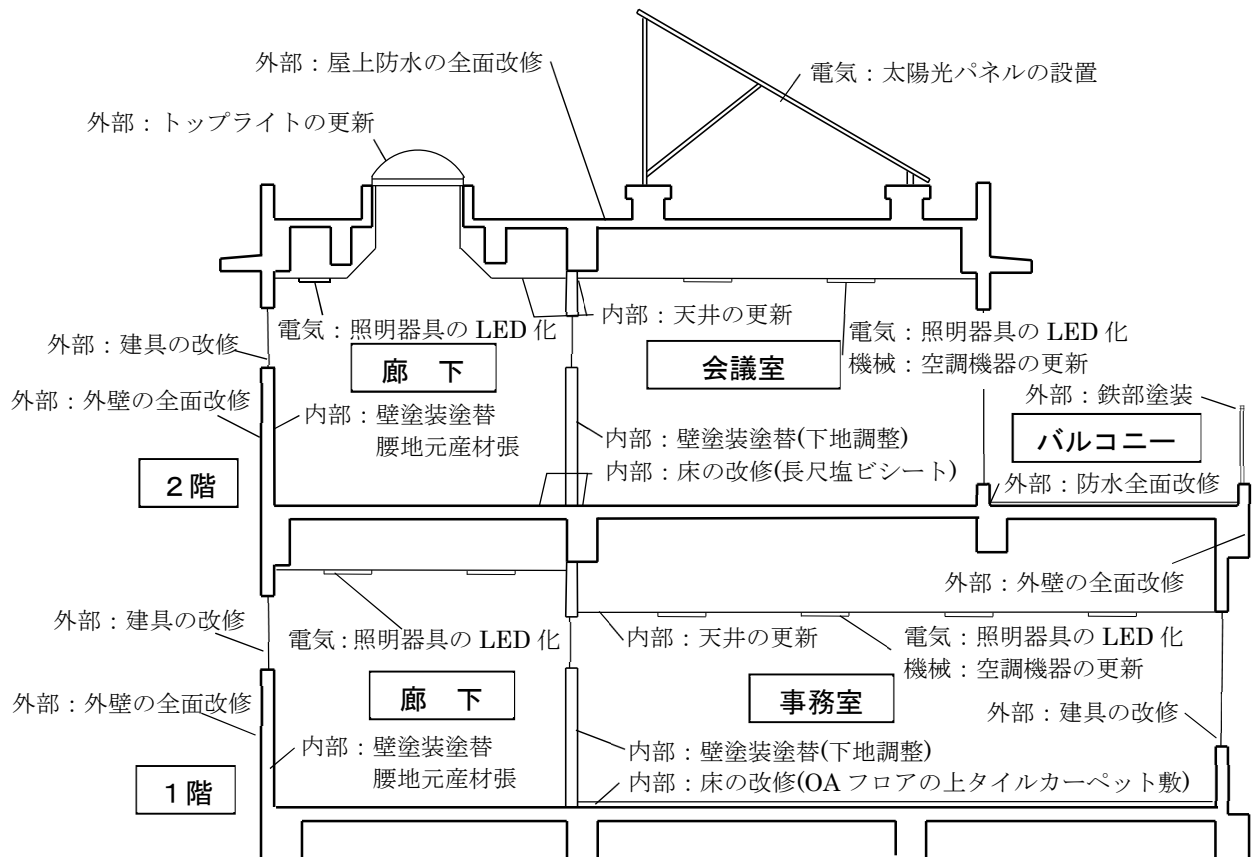 外部：屋上防水の全面改修
電気：太陽光パネルの設置
外部：トップライトの更新
電気：照明器具の LED 化
内部：天井の更新
電気：照明器具の LED 化
機械：空調機器の更新
外部：建具の改修
廊　下
会議室
外部：鉄部塗装
外部：外壁の全面改修
内部：壁塗装塗替
腰地元産材張
内部：壁塗装塗替(下地調整)
バルコニー
内部：床の改修(長尺塩ビシート)
外部：防水全面改修
２階
外部：外壁の全面改修
外部：建具の改修
電気：照明器具の LED 化
内部：天井の更新
電気：照明器具の LED 化
機械：空調機器の更新
廊　下
事務室
外部：外壁の全面改修
外部：建具の改修
内部：壁塗装塗替
腰地元産材張
内部：壁塗装塗替(下地調整)
内部：床の改修(OA フロアの上タイルカーペット敷)
１階